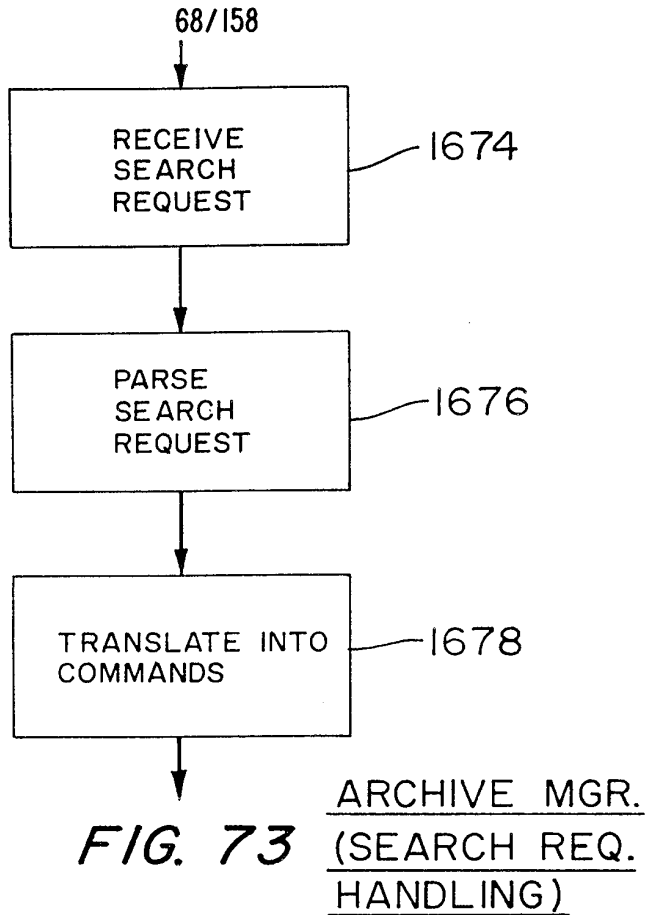 68/158
RECEIVE
SEARCH
REQUEST
1674
PARSE
SEARCH
REQUEST
1676
TRANSLATE INTO
COMMANDS
1678
FIG. 73
ARCHIVE MGR.
(SEARCH REQ.
HANDLING)